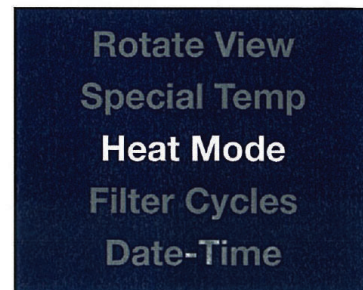 Rotate View
Special Temp
Heat Mode
Filter Cycles
Date-Time